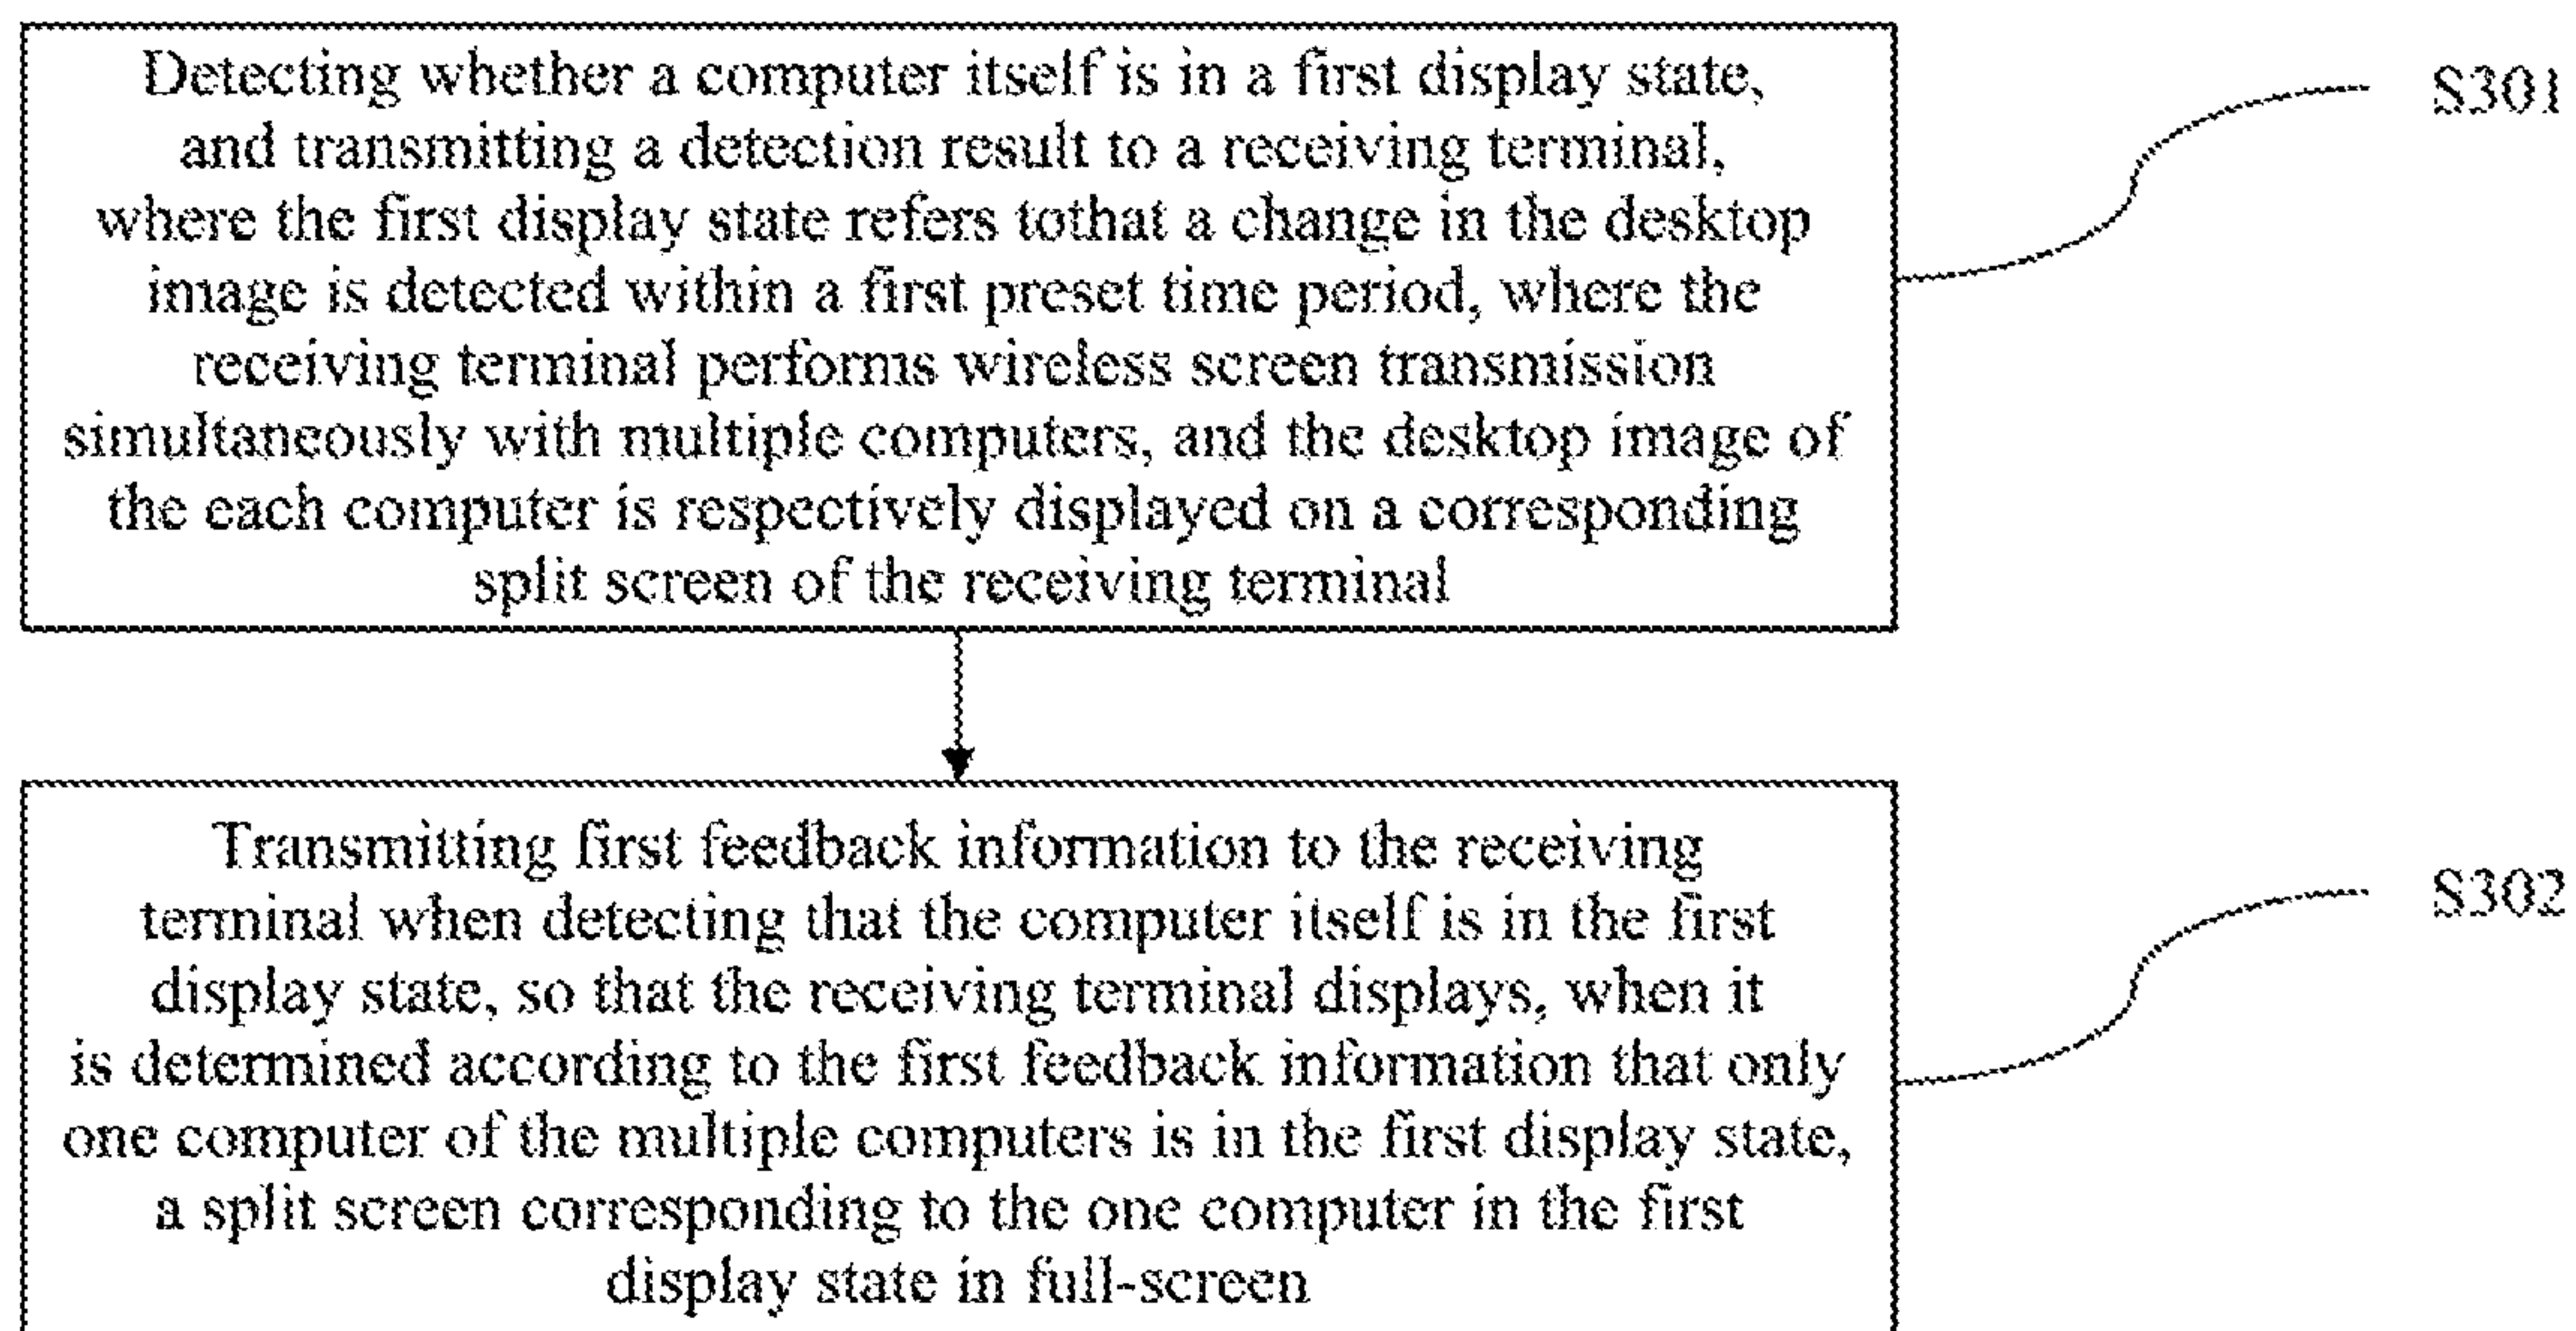 Detecting whether a computer itself is in a first display state,
and transmitting a detection result to a receiving terminal,
where the first display state refers tothat a change in the desktop
image is detected within a first preset time period, where the
receiving terminal performs wireless screen transmission
simultaneously with multiple computers, and the desktop image of
the each computer is respectively displayed on a corresponding
split screen of the receiving terminal
S301
Transmitting first feedback information to the receiving
terminal when detecting that the computer itself is in the first
display state, so that the receiving terminal displays, when it
is determined according to the first feedback information that only
one computer of the multiple computers is in the first display state,
a split screen corresponding to the one computer in the first
display state in full-screen
S302